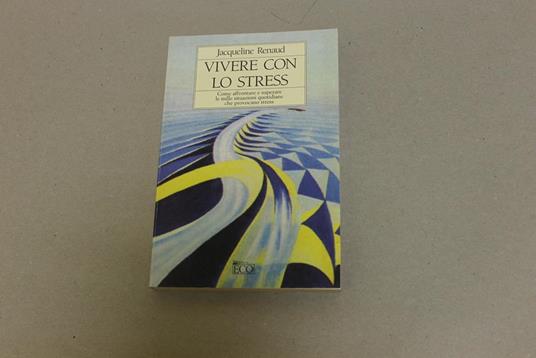 Jacqueline Renaud
VIVERE CON
LO STRESS
Come affrontare e superare
le mille situazioni quotidiane
che provocano stress
ECO